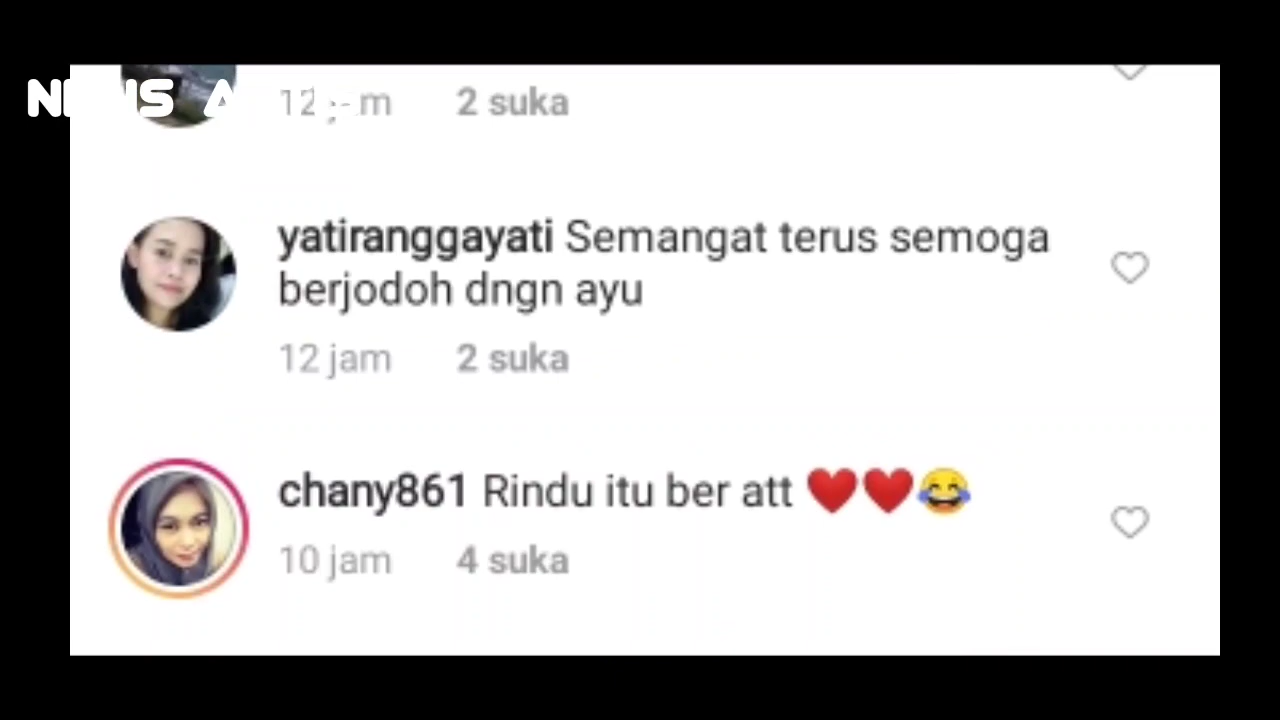 12 jam 2 suka
yatiranggayati Semangat terus semoga
berjodoh dngn ayu
12 jam 2 suka
chany861 Rindu itu ber att ❤️❤️😂
10 jam 4 suka